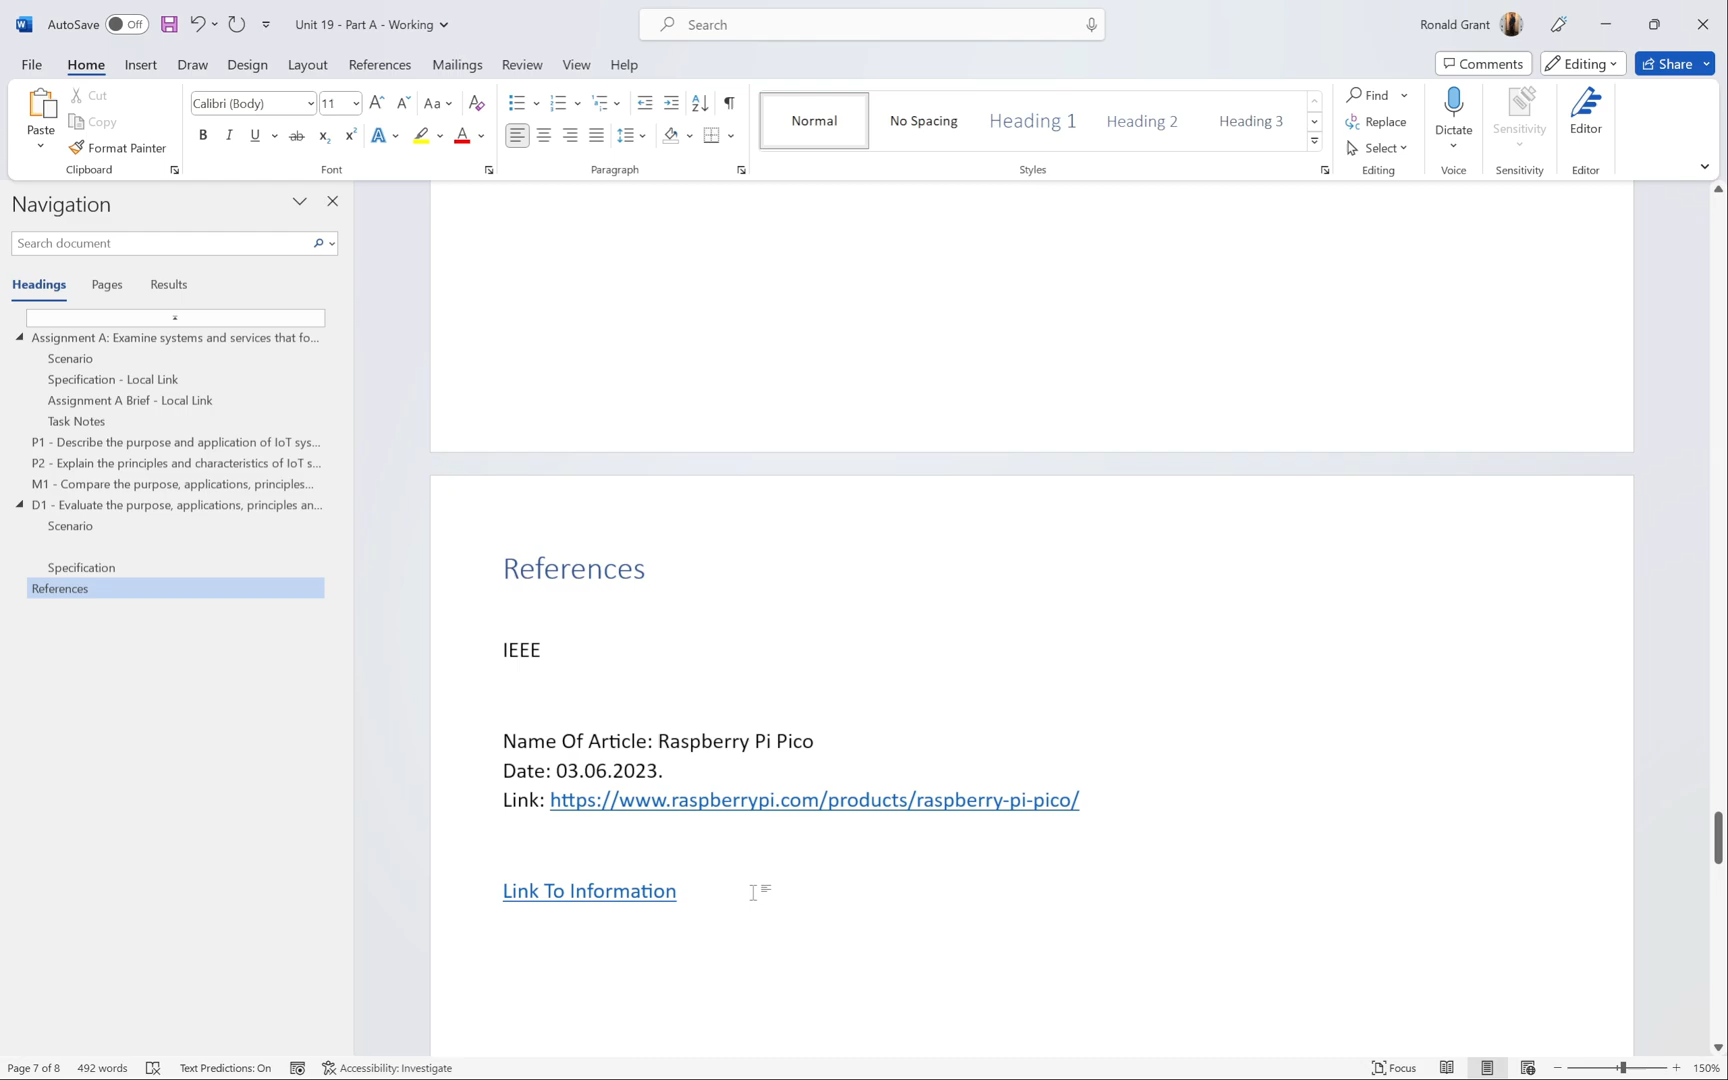 AutoSave Off Unit 19 - Part A - Working Search Ronald Grant
File Home Insert Draw Design Layout References Mailings Review View Help Comments Editing Share
Paste Cut Copy Format Painter
Calibri (Body) 11 Aa
B I U ab x₂ x² A A
Normal No Spacing Heading 1 Heading 2 Heading 3
Find Replace Select
Dictate Sensitivity Editor
Clipboard Font Paragraph Styles Editing Voice Sensitivity Editor
Navigation
Search document
Headings Pages Results
Assignment A: Examine systems and services that fo...
Scenario
Specification - Local Link
Assignment A Brief - Local Link
Task Notes
P1 - Describe the purpose and application of IoT sys...
P2 - Explain the principles and characteristics of IoT s...
M1 - Compare the purpose, applications, principles...
D1 - Evaluate the purpose, applications, principles an...
Scenario
Specification
References
References
IEEE
Name Of Article: Raspberry Pi Pico
Date: 03.06.2023.
Link: https://www.raspberrypi.com/products/raspberry-pi-pico/
Link To Information
Page 7 of 8 492 words Text Predictions: On Accessibility: Investigate Focus 150%